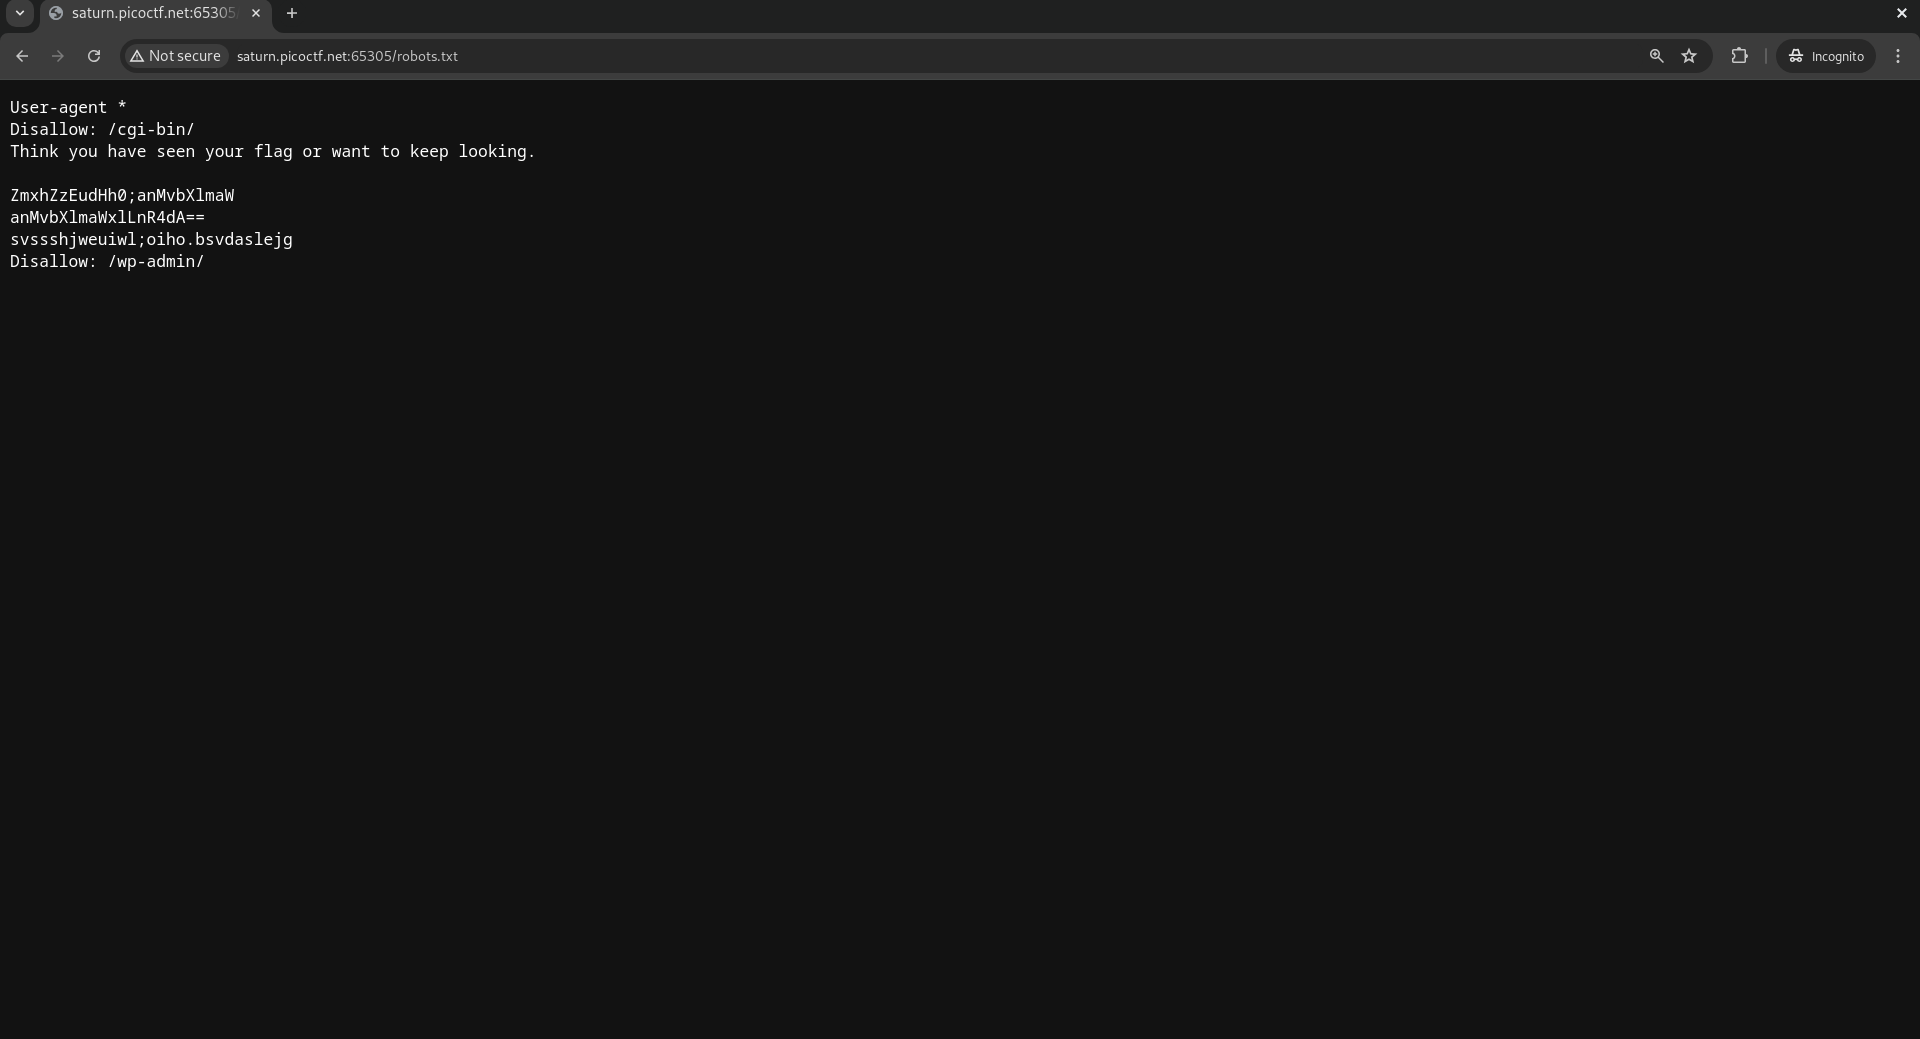 saturn.picoctf.net:65305
Not secure
saturn.picoctf.net:65305/robots.txt
Incognito
User-agent *
Disallow: /cgi-bin/
Think you have seen your flag or want to keep looking.
ZmxhZzEudHh0;anMvbXlmaW
anMvbXlmaWxlLnR4dA==
svssshjweuiwl;oiho.bsvdaslejg
Disallow: /wp-admin/